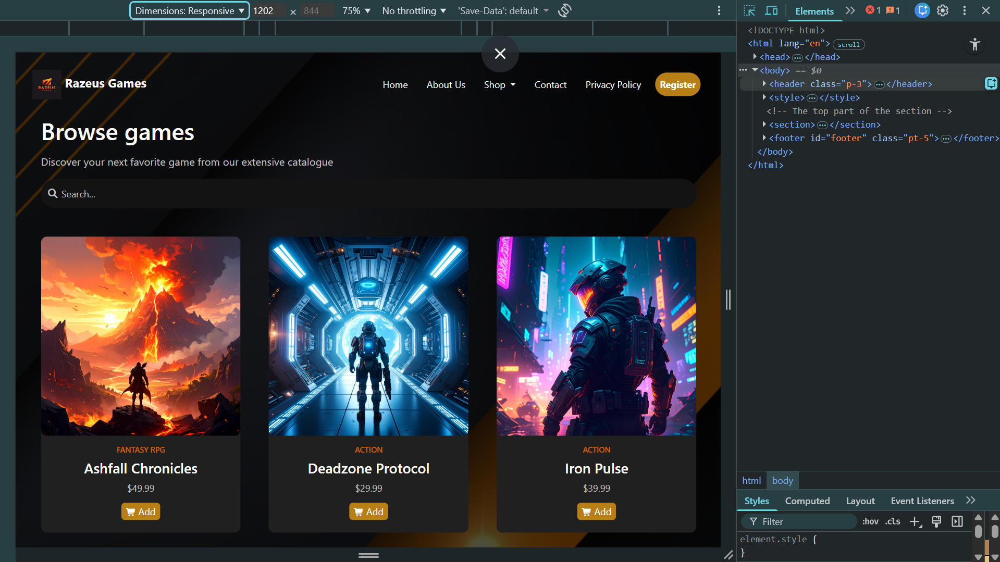 Dimensions: Responsive ▼ 1202 × 844 75% ▼ No throttling ▼ 'Save-Data': default ▼
Elements 1 1
<!DOCTYPE html>
<html lang="en"> scroll
<head> ... </head>
<body> == $0
<header class="p-3"> ... </header>
<style> ... </style>
<!-- The top part of the section -->
<section> ... </section>
<footer id="footer" class="pt-5"> ... </footer>
</body>
</html>
RAZEUS
Razeus Games
Home About Us Shop Contact Privacy Policy Register
Browse games
Discover your next favorite game from our extensive catalogue
Search...
FANTASY RPG
Ashfall Chronicles
$49.99
Add
ACTION
Deadzone Protocol
$29.99
Add
ACTION
Iron Pulse
$39.99
Add
html body
Styles Computed Layout Event Listeners
Filter :hov .cls
element.style {
}